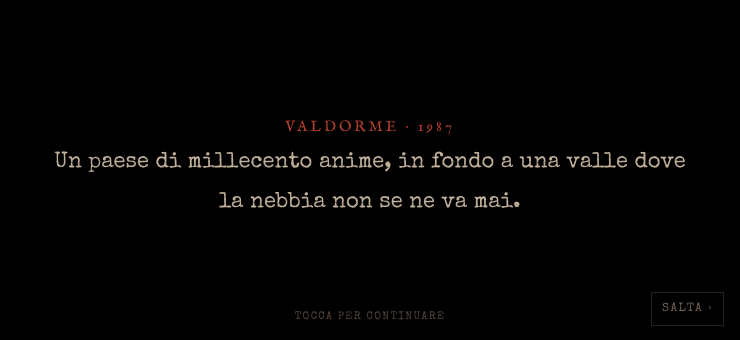 VALDORME · 1987
Un paese di millecento anime, in fondo a una valle dove
la nebbia non se ne va mai.
TOCCA PER CONTINUARE
SALTA ›